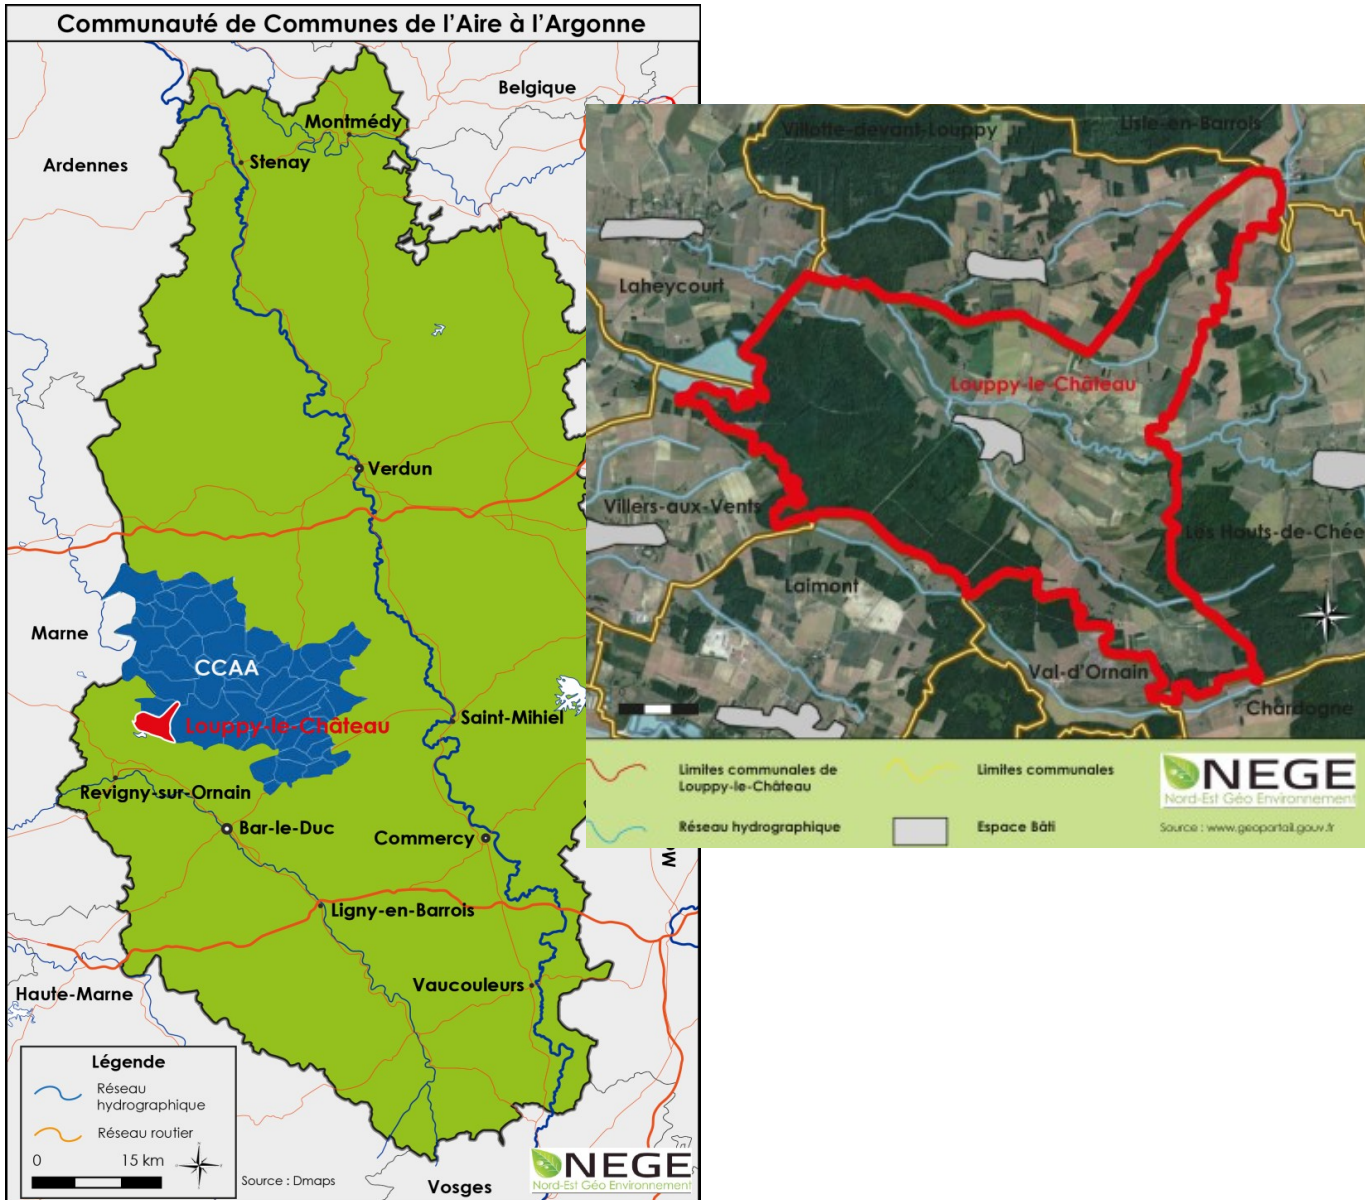 Communauté de Communes de l'Aire à l'Argonne
Belgique
Montmédy
Ardennes
Stenay
Verdun
Marne
CCAA
Louppy-le-Château
Saint-Mihiel
Revigny-sur-Ornain
Bar-le-Duc
Commercy
Ligny-en-Barrois
Vaucouleurs
Haute-Marne
Vosges
Légende
Réseau
hydrographique
Réseau routier
0 15 km
Source : Dmaps
NEGE
Nord-Est Géo Environnement
Villotte-devant-Louppy
Lisle-en-Barrois
Laheycourt
Louppy-le-Château
Villers-aux-Vents
Les Hauts-de-Chée
Laimont
Val-d'Ornain
Chardogne
Limites communales de
Louppy-le-Château
Limites communales
Réseau hydrographique
Espace Bâti
NEGE
Nord-Est Géo Environnement
Source : www.geoportail.gouv.fr